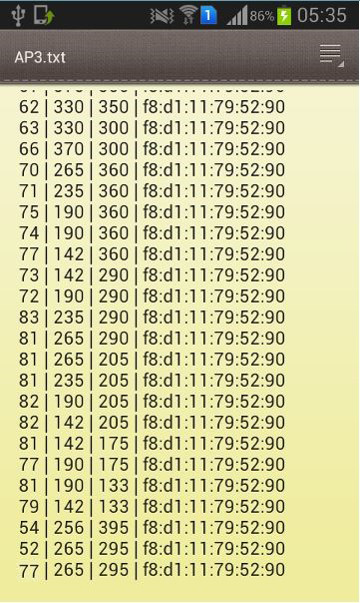 1
86%
05:35
AP3.txt
62 | 330 | 350 | f8:d1:11:79:52:90
63 | 330 | 300 | f8:d1:11:79:52:90
66 | 370 | 300 | f8:d1:11:79:52:90
70 | 265 | 360 | f8:d1:11:79:52:90
71 | 235 | 360 | f8:d1:11:79:52:90
75 | 190 | 360 | f8:d1:11:79:52:90
74 | 190 | 360 | f8:d1:11:79:52:90
77 | 142 | 360 | f8:d1:11:79:52:90
73 | 142 | 290 | f8:d1:11:79:52:90
72 | 190 | 290 | f8:d1:11:79:52:90
83 | 235 | 290 | f8:d1:11:79:52:90
81 | 265 | 290 | f8:d1:11:79:52:90
81 | 265 | 205 | f8:d1:11:79:52:90
81 | 235 | 205 | f8:d1:11:79:52:90
82 | 190 | 205 | f8:d1:11:79:52:90
82 | 142 | 205 | f8:d1:11:79:52:90
81 | 142 | 175 | f8:d1:11:79:52:90
77 | 190 | 175 | f8:d1:11:79:52:90
81 | 190 | 133 | f8:d1:11:79:52:90
79 | 142 | 133 | f8:d1:11:79:52:90
54 | 256 | 395 | f8:d1:11:79:52:90
52 | 265 | 295 | f8:d1:11:79:52:90
77 | 265 | 295 | f8:d1:11:79:52:90